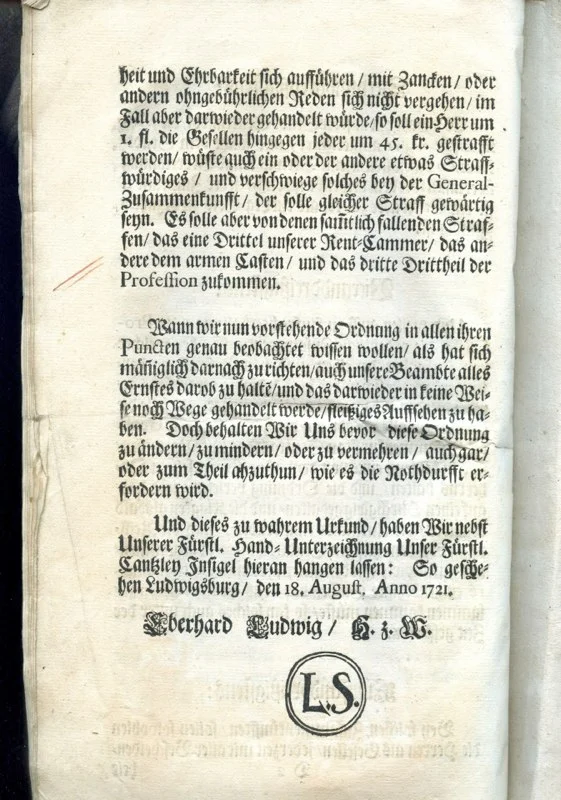 heit und Ehrbarkeit sich aufführen / mit Zancken / oder
andern ohngebührlichen Reden sich nicht vergehen / im
Fall aber darwieder gehandelt würde / so soll ein Herr um
1. fl. die Gesellen hingegen jeder um 45. kr. gestrafft
werden / wüste auch ein oder der andere etwas Straff-
würdiges / und verschwiege solches bey der General-
Zusammenkunfft / der solle gleicher Straff gewärtig
seyn. Es solle aber von denen sam̃tlich fallenden Straf-
fen / das eine Drittel unserer Rent-Cammer / das an-
dere dem armen Casten / und das dritte Drittheil der
Profession zukommen.
Wann wir nun vorstehende Ordnung in allen ihren
Puncten genau beobachtet wissen wollen / als hat sich
mäñiglich darnach zu richten / auch unsere Beambte alles
Ernstes darob zu haltẽ / und das darwieder in keine Wei-
se noch Wege gehandelt werde / fleißiges Auffsehen zu ha-
ben. Doch behalten Wir Uns bevor diese Ordnung
zu ändern / zu mindern / oder zu vermehren / auch gar /
oder zum Theil abzuthun / wie es die Nothdurfft er-
fordern wird.
Und dieses zu wahrem Urkund / haben Wir nebst
Unserer Fürstl. Hand-Unterzeichnung Unser Fürstl.
Cantzley Insigel hieran hangen lassen: So gesche-
hen Ludwigsburg / den 18. August, Anno 1721.
Eberhard Ludwig / H. z. W.
L.S.